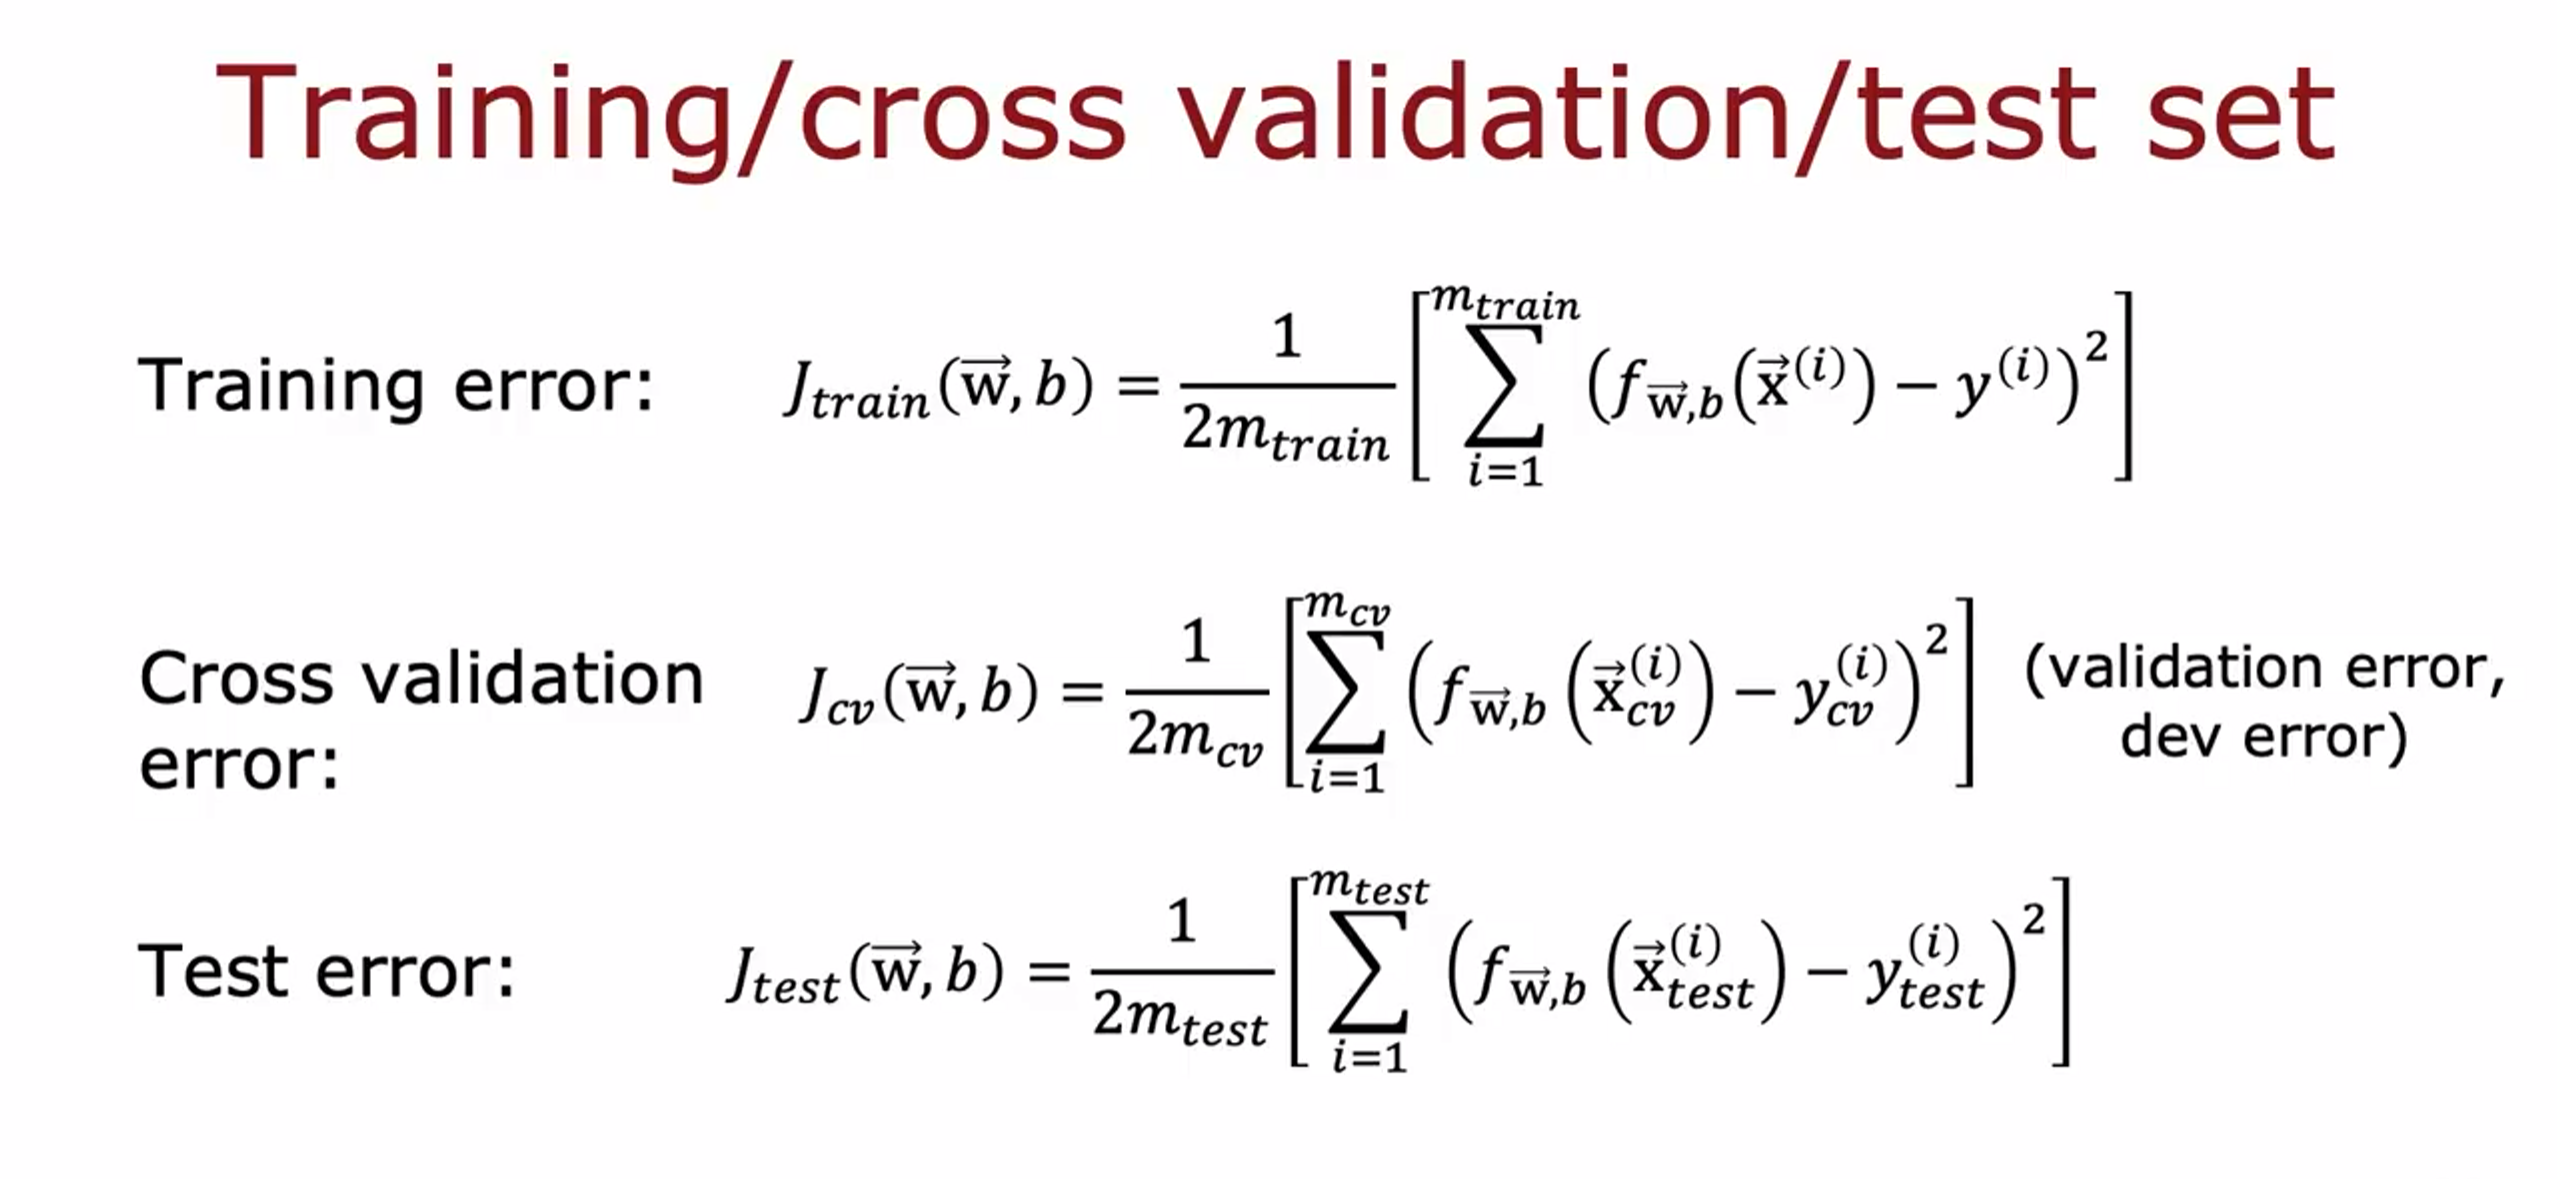 Training/cross validation/test set
Training error: $J_{train}(\vec{w}, b) = \frac{1}{2m_{train}} \left[ \sum_{i=1}^{m_{train}} \left( f_{\vec{w},b}(\vec{x}^{(i)}) - y^{(i)} \right)^2 \right]$
Cross validation
error: $J_{cv}(\vec{w}, b) = \frac{1}{2m_{cv}} \left[ \sum_{i=1}^{m_{cv}} \left( f_{\vec{w},b} \left( \vec{x}_{cv}^{(i)} \right) - y_{cv}^{(i)} \right)^2 \right]$ (validation error,
dev error)
Test error: $J_{test}(\vec{w}, b) = \frac{1}{2m_{test}} \left[ \sum_{i=1}^{m_{test}} \left( f_{\vec{w},b} \left( \vec{x}_{test}^{(i)} \right) - y_{test}^{(i)} \right)^2 \right]$